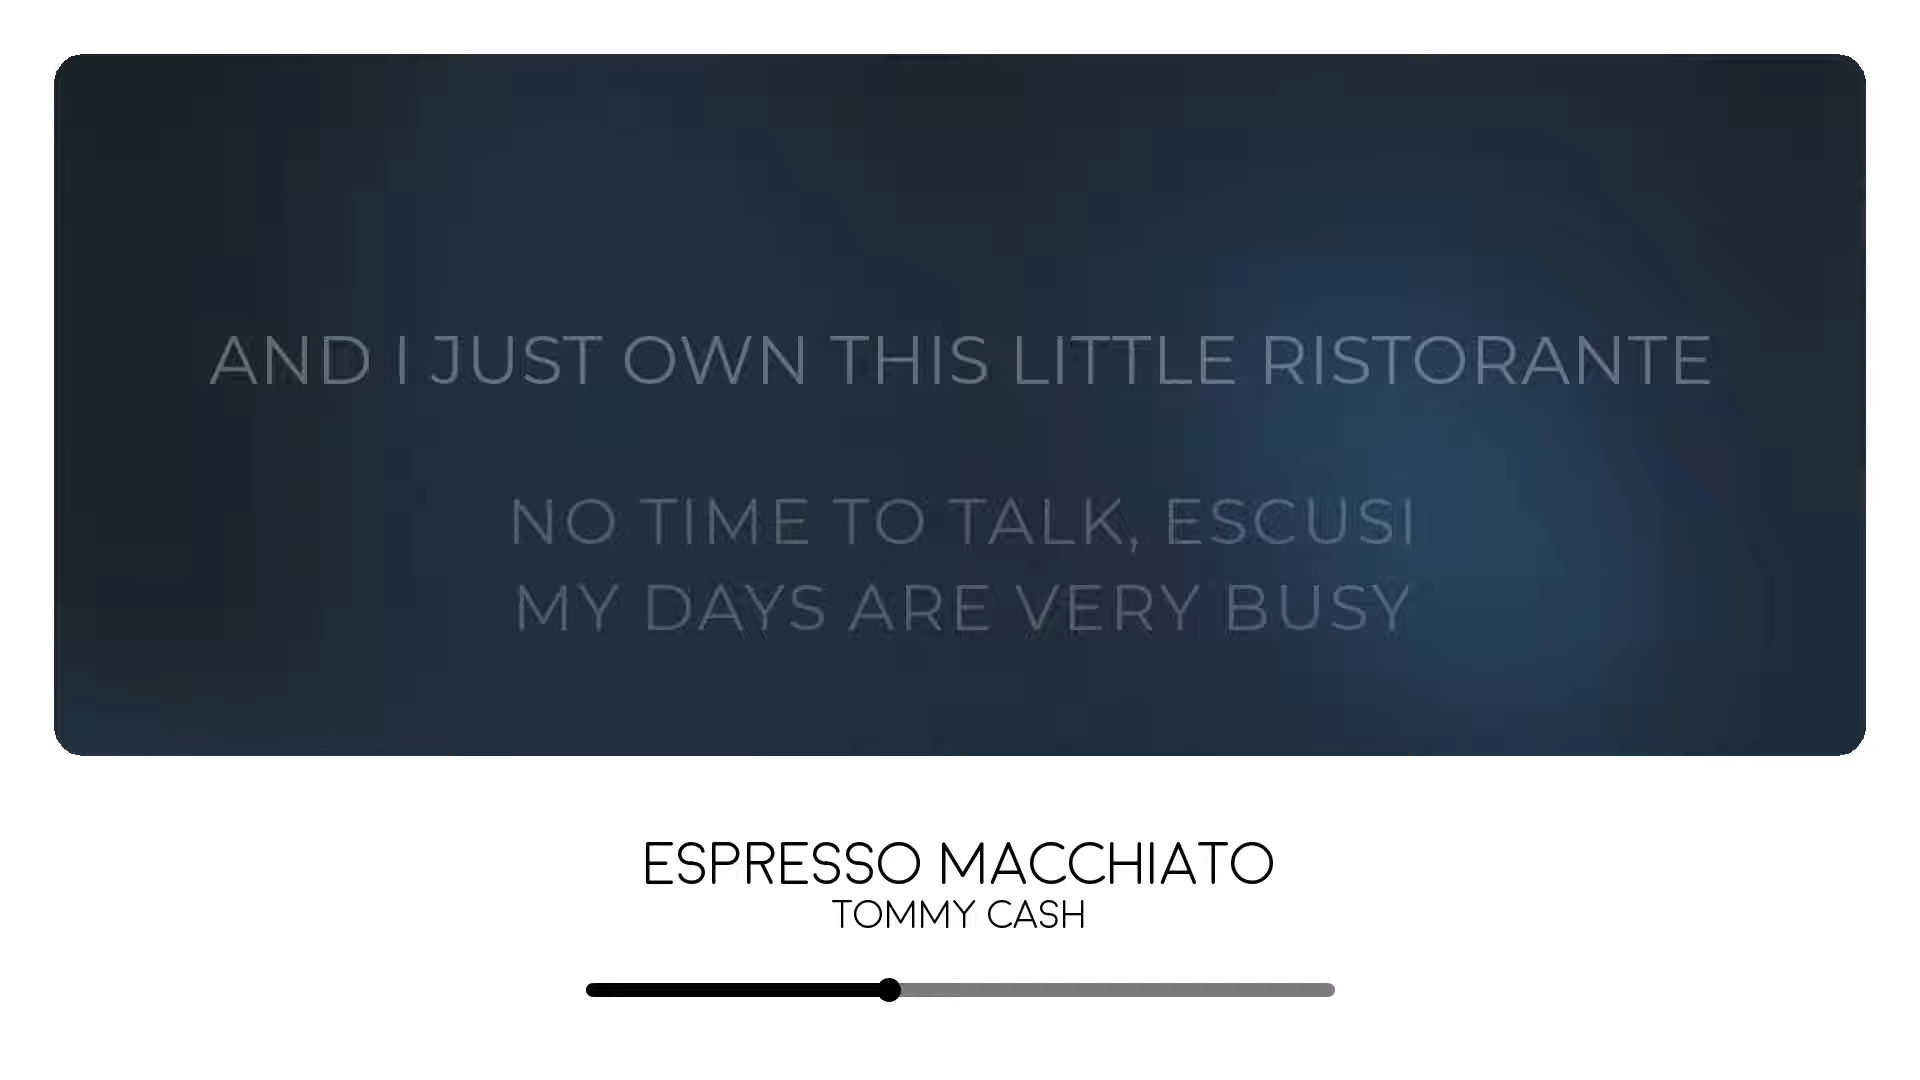 AND I JUST OWN THIS LITTLE RISTORANTE
NO TIME TO TALK, ESCUSI
MY DAYS ARE VERY BUSY
ESPRESSO MACCHIATO
TOMMY CASH